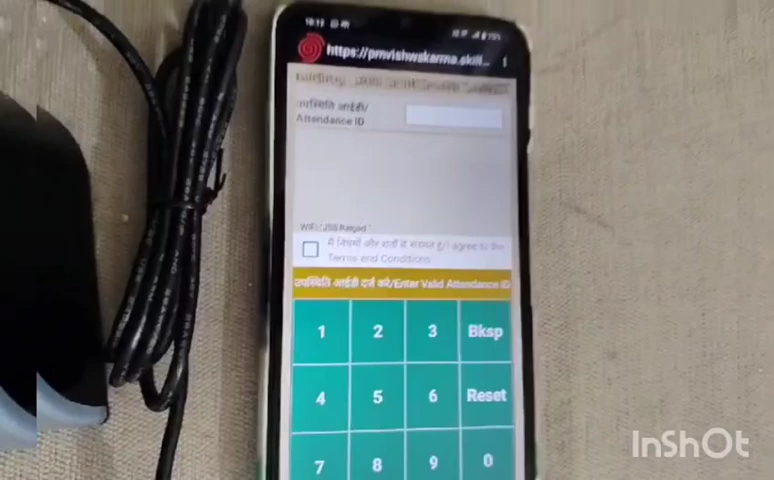 https://pmvishwakarma.skill...
उपस्थिति आईडी/
Attendance ID
मैं नियमों और शर्तों से सहमत हूं/I agree to the
Terms and Conditions
उपस्थिति आईडी दर्ज करे/Enter Valid Attendance ID
1 2 3 Bksp
4 5 6 Reset
7 8 9 0
InShOt